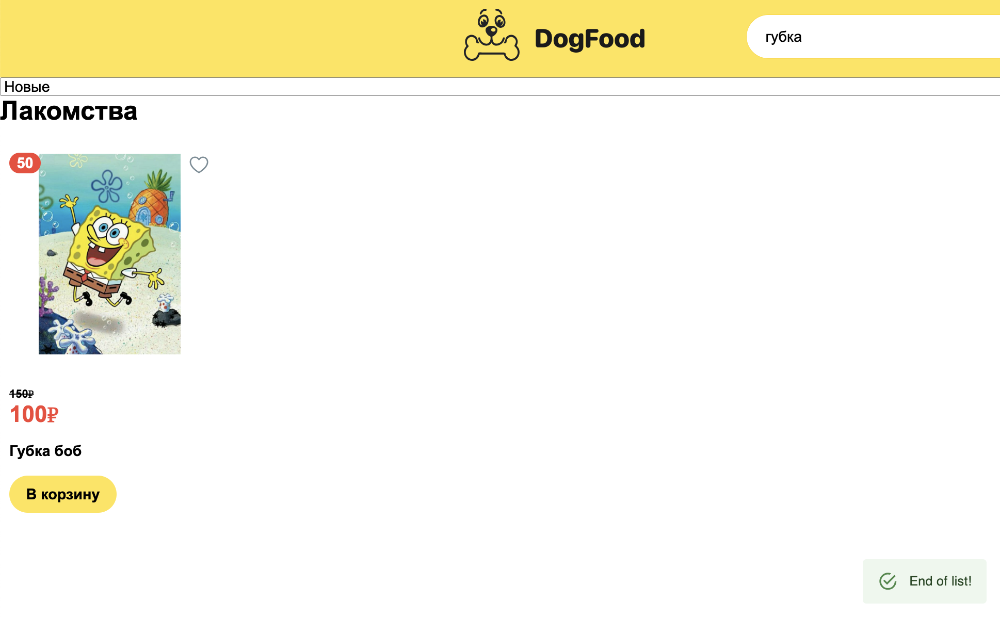 DogFood
губка
Новые
Лакомства
50
150₽
100₽
Губка боб
В корзину
End of list!